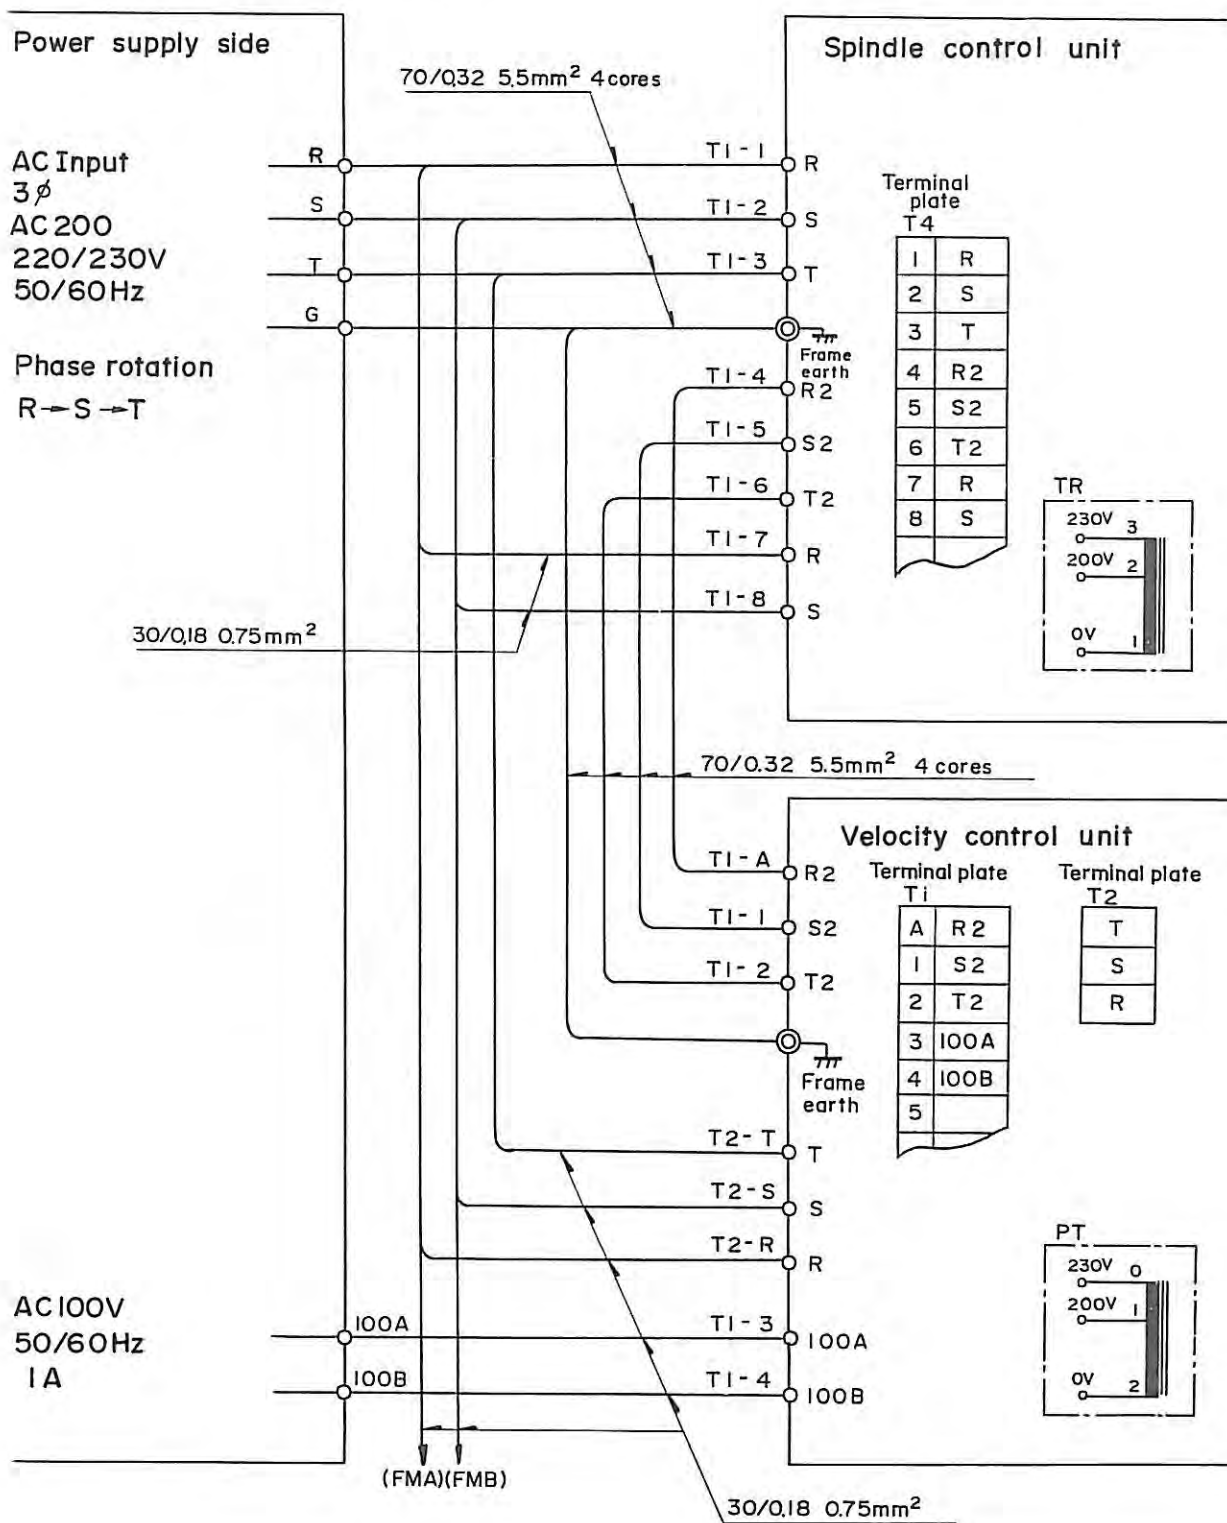 Power supply side
Spindle control unit
70/0.32 5.5mm² 4 cores
AC Input
3φ
AC 200
220/230V
50/60Hz
R
S
T
G
Phase rotation
R→S→T
T1-1
R
T1-2
S
T1-3
T
Frame
earth
T1-4
R2
T1-5
S2
T1-6
T2
T1-7
R
T1-8
S
Terminal
plate
T4
1 R
2 S
3 T
4 R2
5 S2
6 T2
7 R
8 S
TR
230V 3
200V 2
0V 1
30/0.18 0.75mm²
70/0.32 5.5mm² 4 cores
Velocity control unit
T1-A
R2
T1-1
S2
T1-2
T2
Frame
earth
T2-T
T
T2-S
S
T2-R
R
T1-3
100A
T1-4
100B
Terminal plate
T1
A R2
1 S2
2 T2
3 100A
4 100B
5
Terminal plate
T2
T
S
R
PT
230V 0
200V 1
0V 2
AC100V
50/60Hz
1A
100A
100B
(FMA)(FMB)
30/0.18 0.75mm²